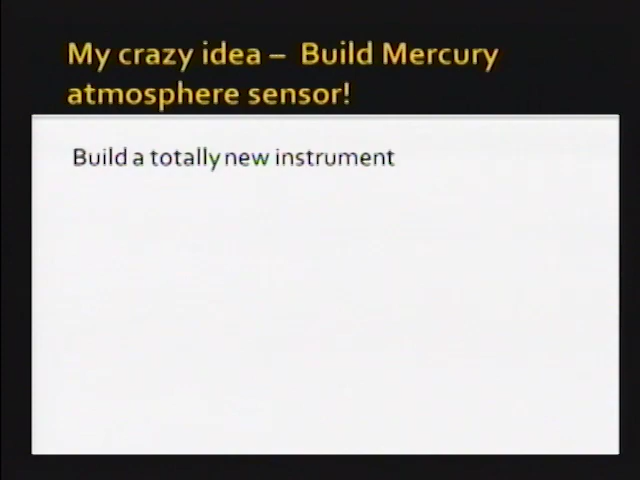 My crazy idea – Build Mercury
atmosphere sensor!
Build a totally new instrument